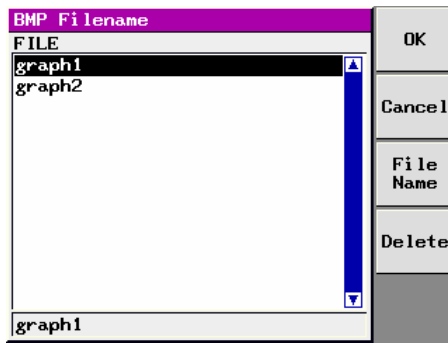 BMP Filename
FILE
graph1
graph2
graph1
OK
Cancel
File
Name
Delete